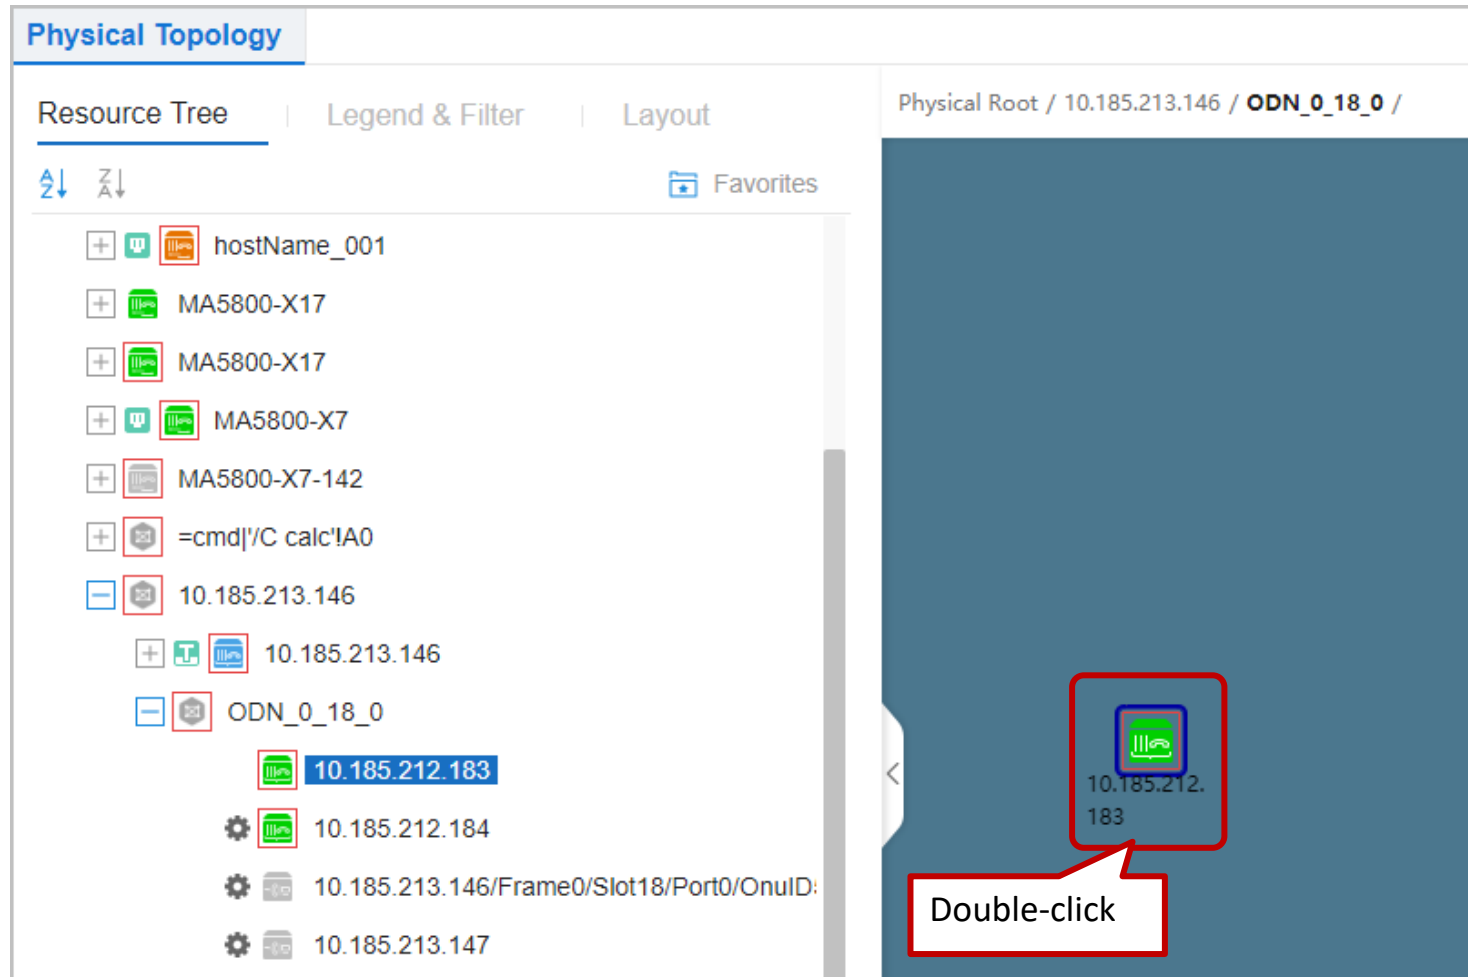 Physical Topology
Resource Tree
Legend & Filter
Layout
Favorites
hostName_001
MA5800-X17
MA5800-X17
MA5800-X7
MA5800-X7-142
=cmd|'/C calc'!A0
10.185.213.146
10.185.213.146
ODN_0_18_0
10.185.212.183
10.185.212.184
10.185.213.146/Frame0/Slot18/Port0/OnuID
10.185.213.147
Physical Root / 10.185.213.146 / ODN_0_18_0 /
10.185.212.
183
Double-click